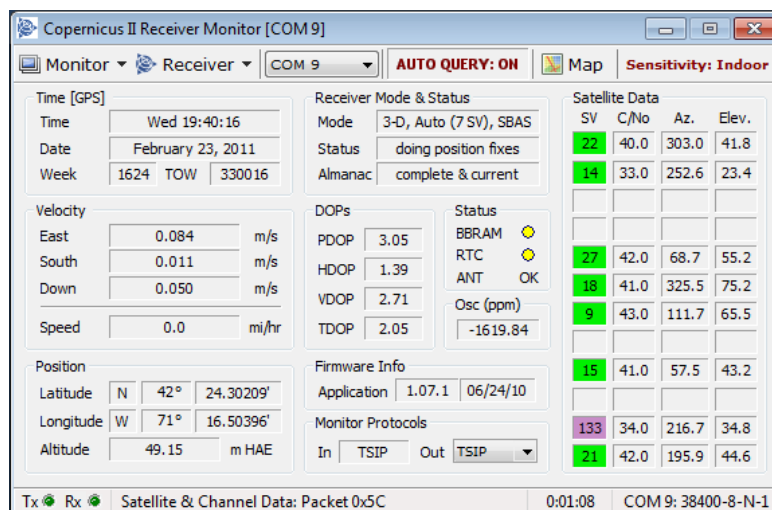 Copernicus II Receiver Monitor [COM 9]
Monitor Receiver COM 9 AUTO QUERY: ON Map Sensitivity: Indoor
Time [GPS]
Time Wed 19:40:16
Date February 23, 2011
Week 1624 TOW 330016
Receiver Mode & Status
Mode 3-D, Auto (7 SV), SBAS
Status doing position fixes
Almanac complete & current
Velocity
East 0.084 m/s
South 0.011 m/s
Down 0.050 m/s
Speed 0.0 mi/hr
DOPs
PDOP 3.05
HDOP 1.39
VDOP 2.71
TDOP 2.05
Status
BBRAM
RTC
ANT OK
Osc (ppm)
-1619.84
Position
Latitude N 42° 24.30209'
Longitude W 71° 16.50396'
Altitude 49.15 m HAE
Firmware Info
Application 1.07.1 06/24/10
Monitor Protocols
In TSIP Out TSIP
Satellite Data
SV C/No Az. Elev.
22 40.0 303.0 41.8
14 33.0 252.6 23.4
27 42.0 68.7 55.2
18 41.0 325.5 75.2
9 43.0 111.7 65.5
15 41.0 57.5 43.2
133 34.0 216.7 34.8
21 42.0 195.9 44.6
Tx Rx Satellite & Channel Data: Packet 0x5C 0:01:08 COM 9: 38400-8-N-1